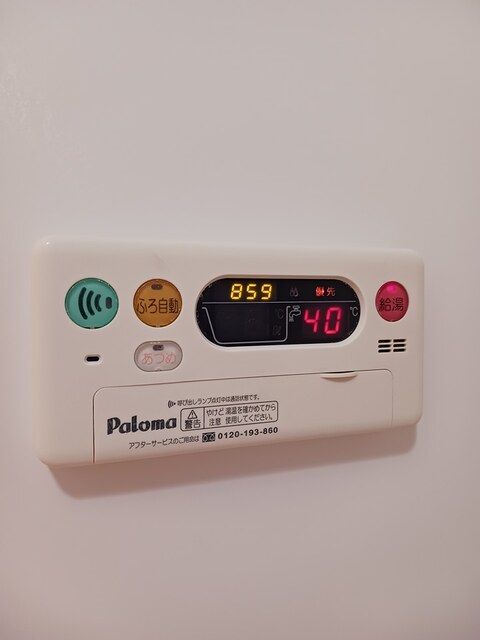 859 優先
ふろ自動
40 ℃
給湯
あつめ
呼び出しランプ点灯中は通話状態です。
Paloma
警告 やけど注意 湯温を確かめてから使用してください。
アフターサービスのご用命は 0120-193-860